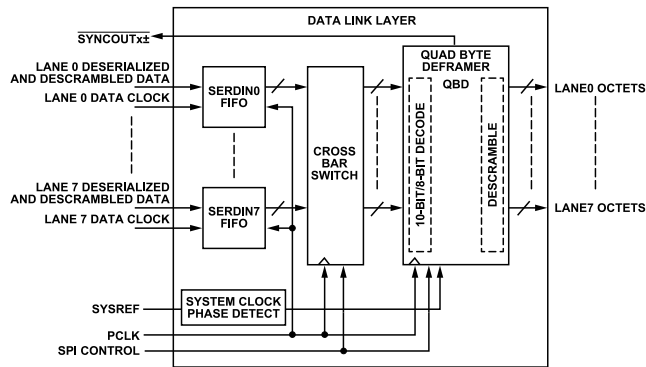 DATA LINK LAYER
SYNCOUTx±
LANE 0 DESERIALIZED
AND DESCRAMBLED DATA
LANE 0 DATA CLOCK
SERDIN0
FIFO
LANE 7 DESERIALIZED
AND DESCRAMBLED DATA
LANE 7 DATA CLOCK
SERDIN7
FIFO
CROSS
BAR
SWITCH
QUAD BYTE
DEFRAMER
QBD
10-BIT/8-BIT DECODE
DESCRAMBLE
LANE0 OCTETS
LANE7 OCTETS
SYSREF
SYSTEM CLOCK
PHASE DETECT
PCLK
SPI CONTROL